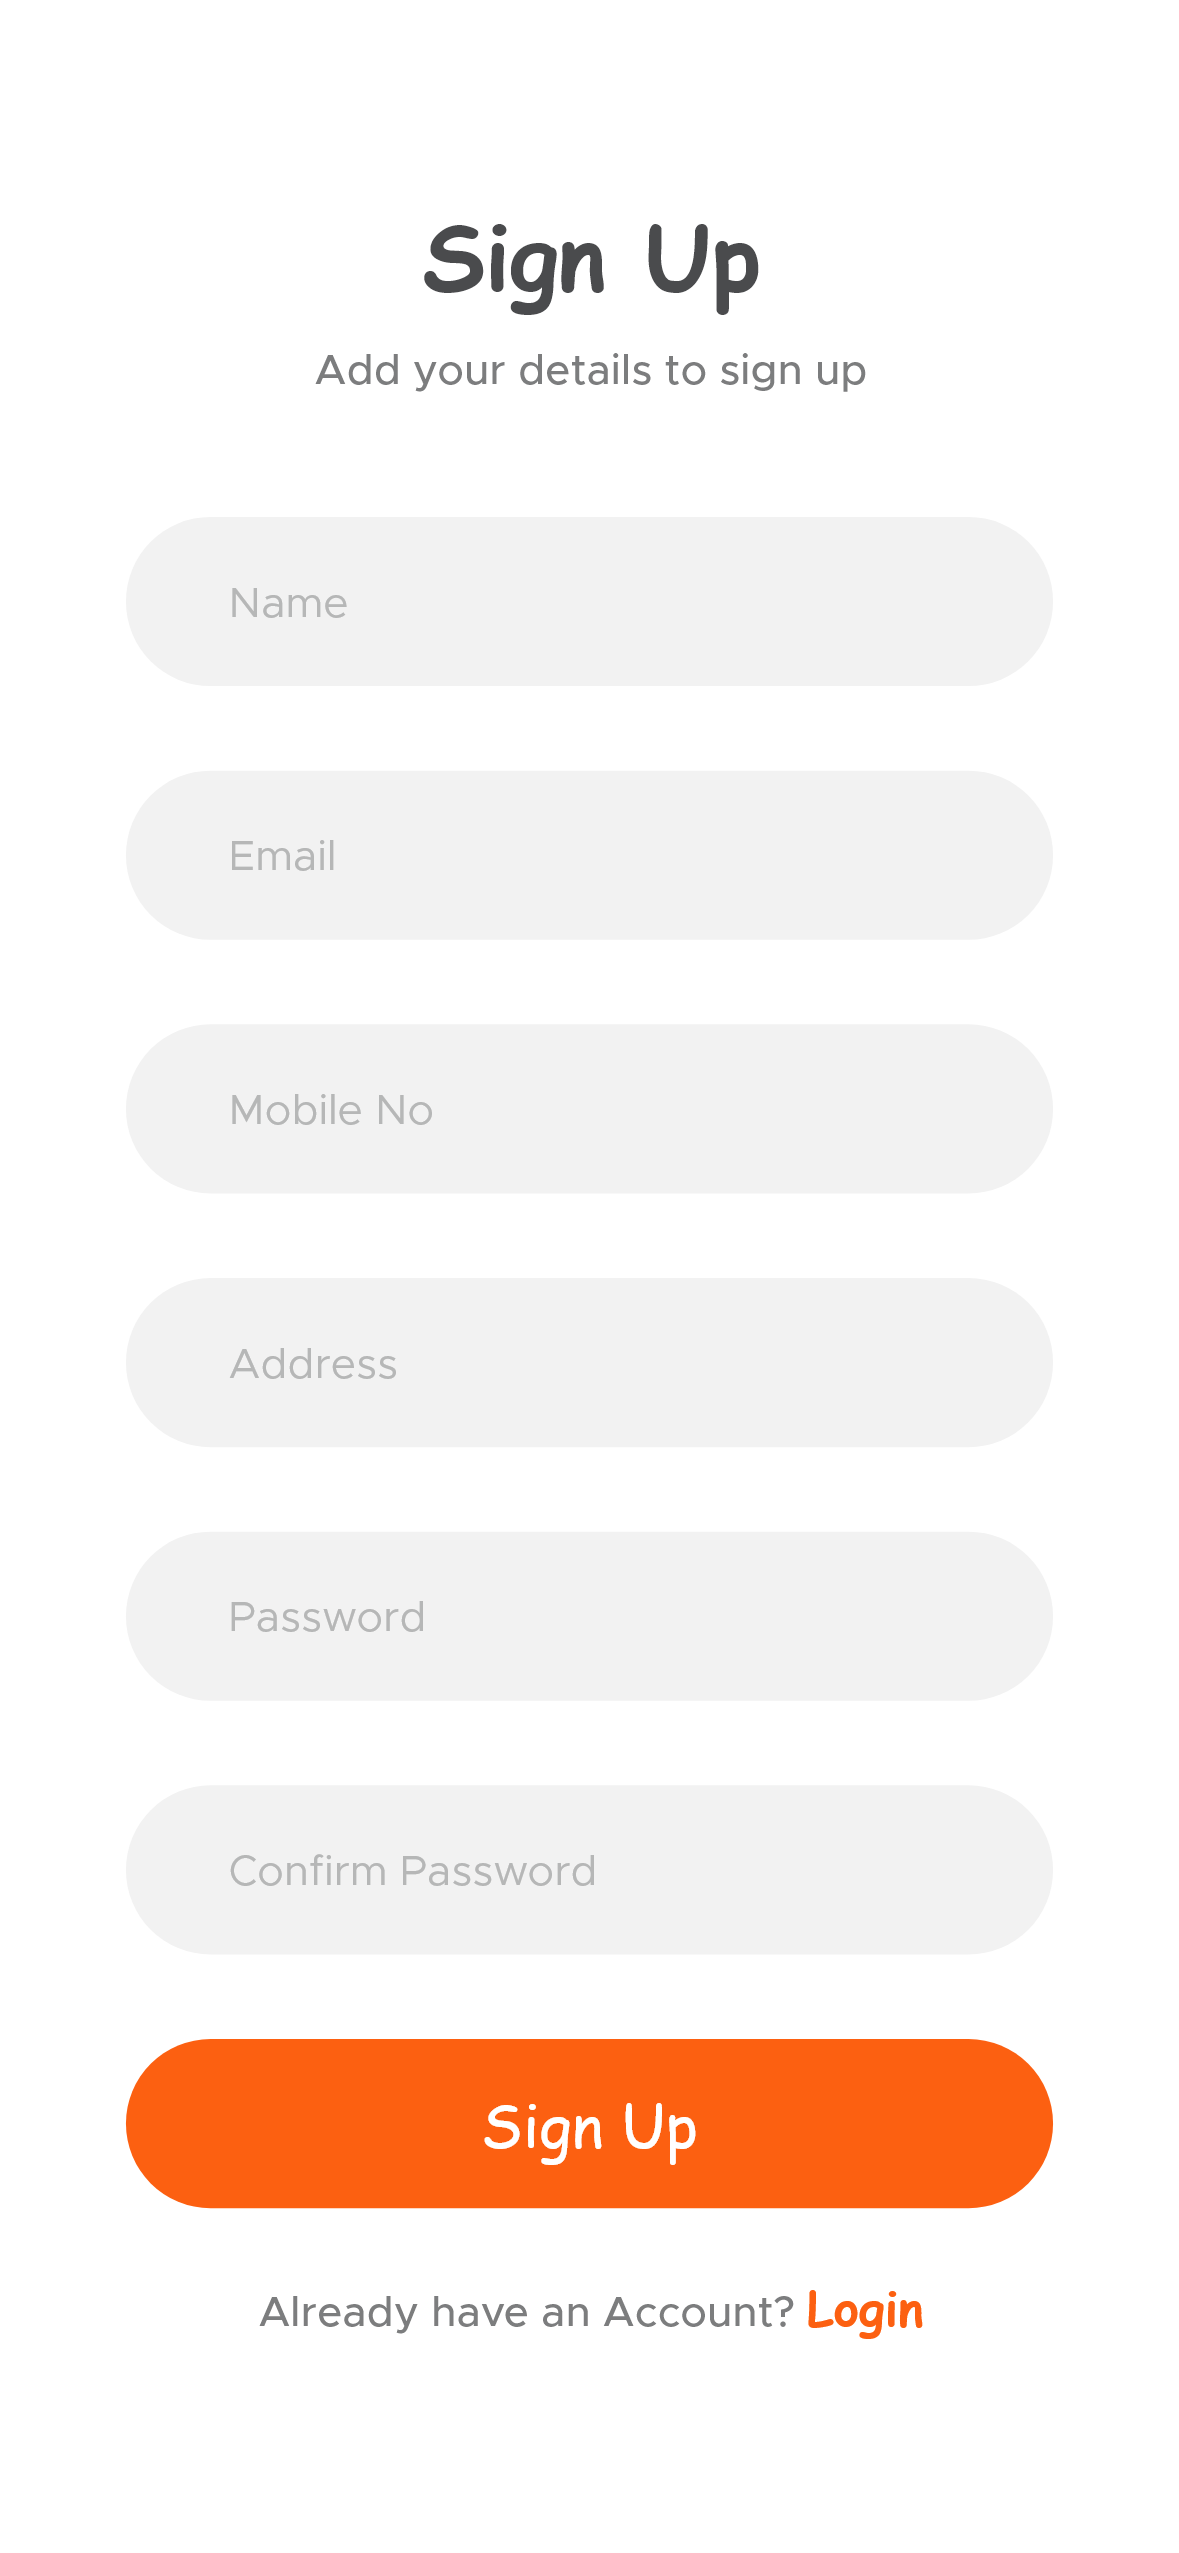 Sign Up
Add your details to sign up
Name
Email
Mobile No
Address
Password
Confirm Password
Sign Up
Already have an Account? Login